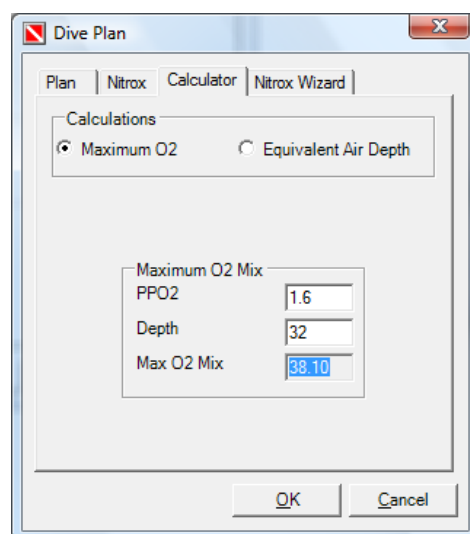 Dive Plan
Plan Nitrox Calculator Nitrox Wizard
Calculations
Maximum O2 Equivalent Air Depth
Maximum O2 Mix
PPO2 1.6
Depth 32
Max O2 Mix 38.10
OK Cancel